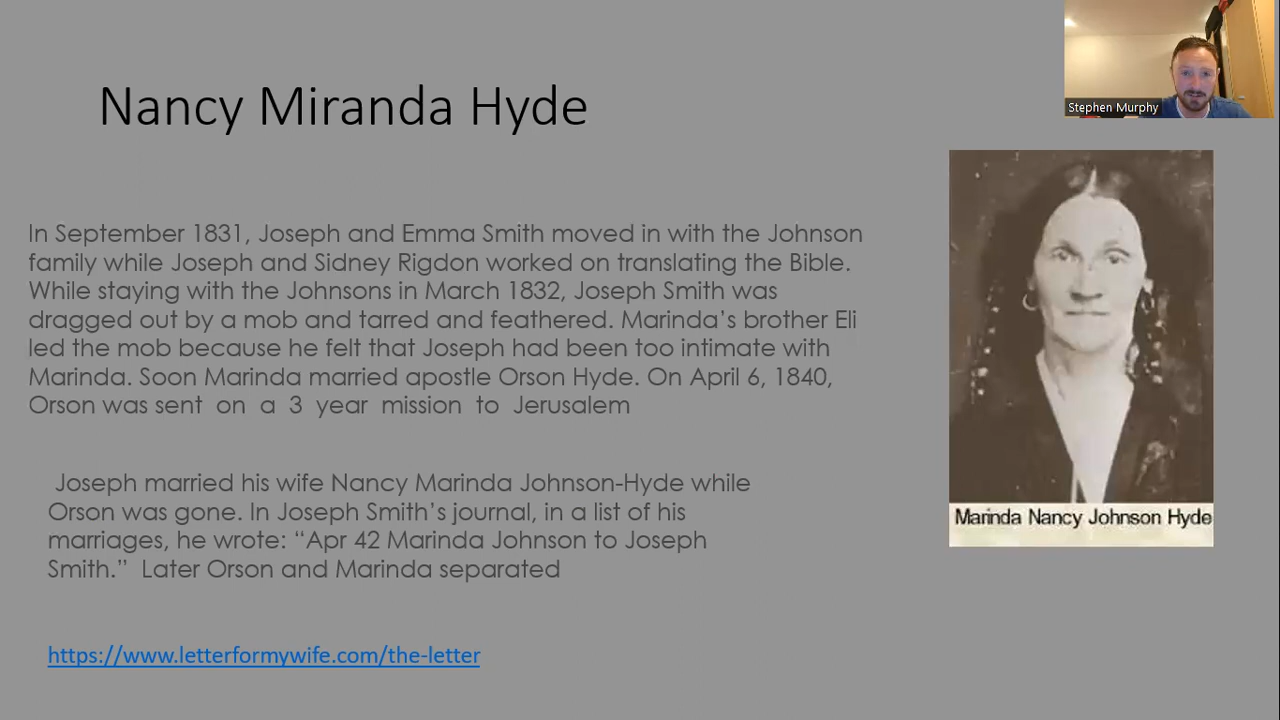 Stephen Murphy
Nancy Miranda Hyde
In September 1831, Joseph and Emma Smith moved in with the Johnson
family while Joseph and Sidney Rigdon worked on translating the Bible.
While staying with the Johnsons in March 1832, Joseph Smith was
dragged out by a mob and tarred and feathered. Marinda’s brother Eli
led the mob because he felt that Joseph had been too intimate with
Marinda. Soon Marinda married apostle Orson Hyde. On April 6, 1840,
Orson was sent on a 3 year mission to Jerusalem
Joseph married his wife Nancy Marinda Johnson-Hyde while
Orson was gone. In Joseph Smith’s journal, in a list of his
marriages, he wrote: “Apr 42 Marinda Johnson to Joseph
Smith.” Later Orson and Marinda separated
Marinda Nancy Johnson Hyde
https://www.letterformywife.com/the-letter